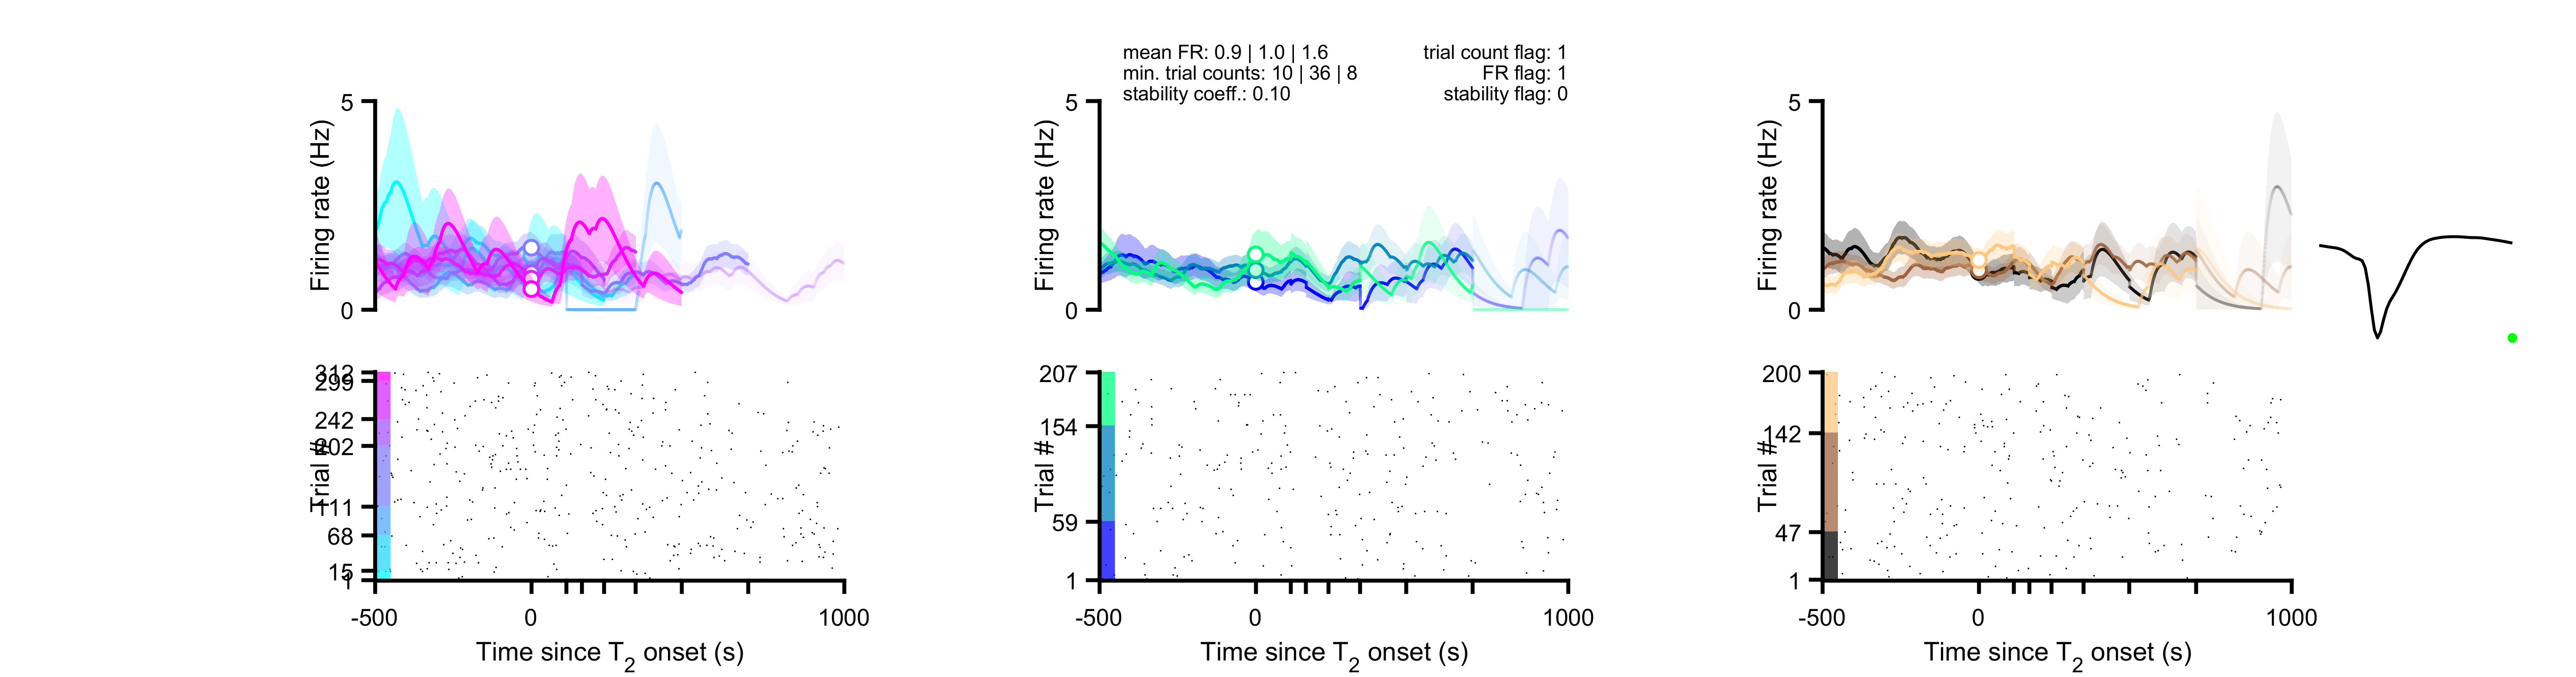 mean FR: 0.9 | 1.0 | 1.6
min. trial counts: 10 | 36 | 8
stability coeff.: 0.10
trial count flag: 1
FR flag: 1
stability flag: 0
5
0
Firing rate (Hz)
312
299
242
202
111
68
15
1
Trial #
-500
0
1000
Time since T2 onset (s)
5
0
Firing rate (Hz)
207
154
59
1
Trial #
-500
0
1000
Time since T2 onset (s)
5
0
Firing rate (Hz)
200
142
47
1
Trial #
-500
0
1000
Time since T2 onset (s)